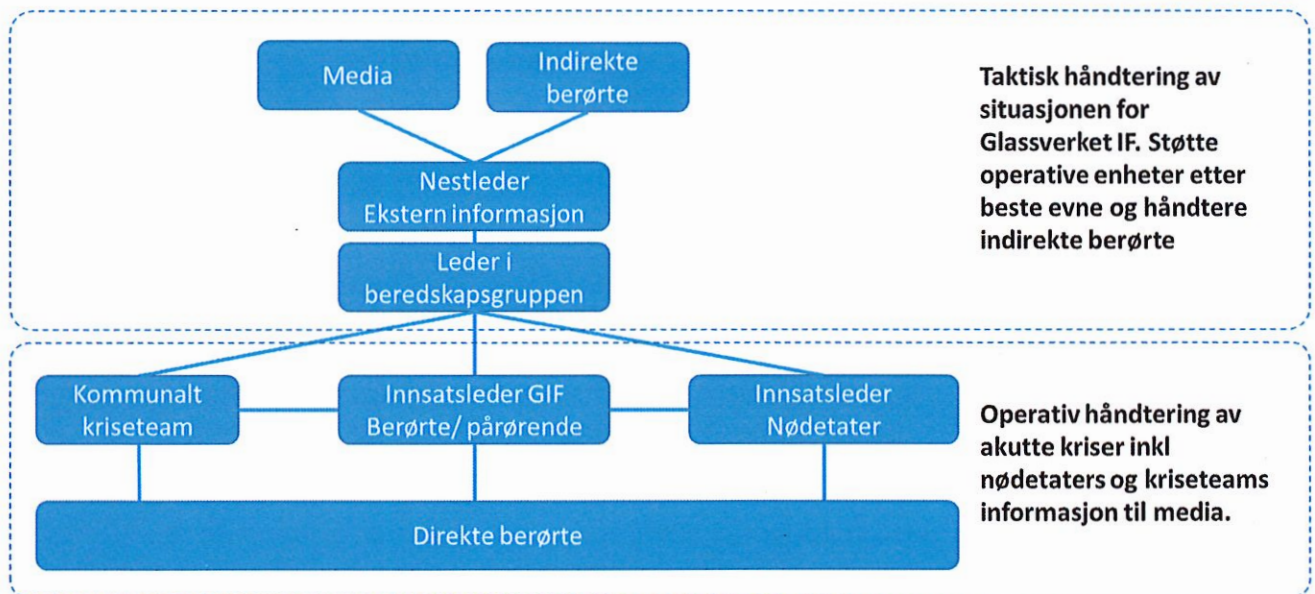 Media
Indirekte
berørte
Nestleder
Ekstern informasjon
Leder i
beredskapsgruppen
Taktisk håndtering av
situasjonen for
Glassverket IF. Støtte
operative enheter etter
beste evne og håndtere
indirekte berørte
Kommunalt
kriseteam
Innsatsleder GIF
Berørte/ pårørende
Innsatsleder
Nødetater
Direkte berørte
Operativ håndtering av
akutte kriser inkl
nødetaters og kriseteams
informasjon til media.